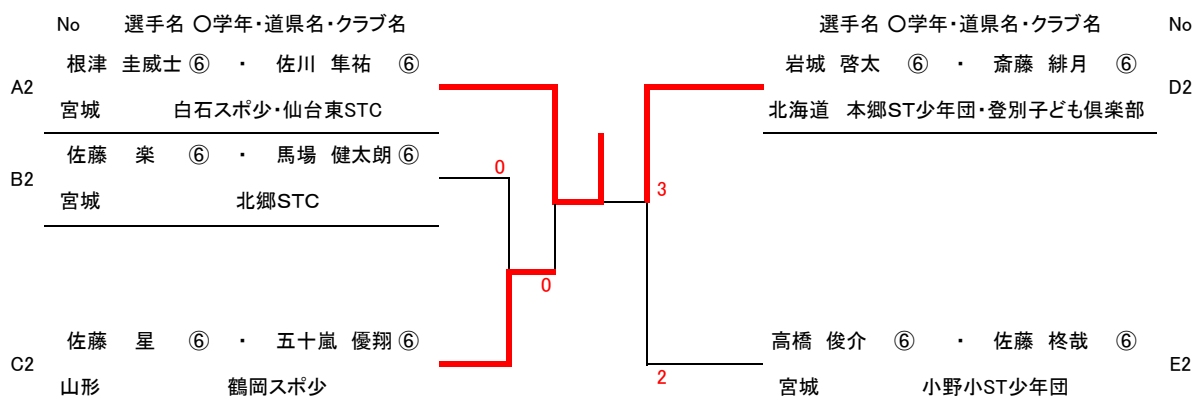 No 選手名 〇学年・道県名・クラブ名
A2 根津 圭威士 ⑥ ・ 佐川 隼祐 ⑥
宮城 白石スポ少・仙台東STC
B2 佐藤 楽 ⑥ ・ 馬場 健太朗 ⑥
宮城 北郷STC
C2 佐藤 星 ⑥ ・ 五十嵐 優翔 ⑥
山形 鶴岡スポ少
0
0
3
2
選手名 〇学年・道県名・クラブ名 No
岩城 啓太 ⑥ ・ 斎藤 緋月 ⑥ D2
北海道 本郷ST少年団・登別子ども倶楽部
高橋 俊介 ⑥ ・ 佐藤 柊哉 ⑥ E2
宮城 小野小ST少年団